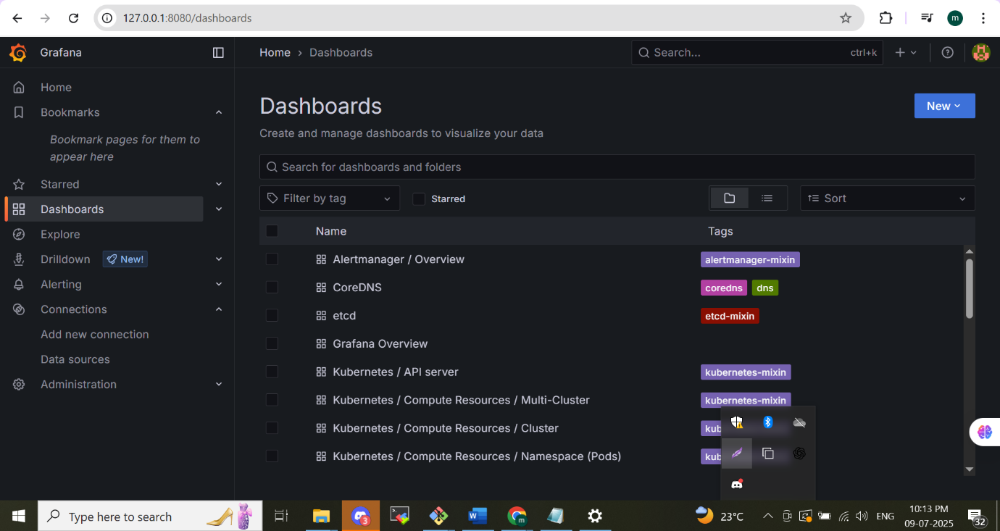 127.0.0.1:8080/dashboards
m
Grafana
Home › Dashboards
Search...
ctrl+k
Home
Bookmarks
Bookmark pages for them to
appear here
Starred
Dashboards
Explore
Drilldown
New!
Alerting
Connections
Add new connection
Data sources
Administration
Dashboards
New
Create and manage dashboards to visualize your data
Search for dashboards and folders
Filter by tag
Starred
Sort
Name Tags
Alertmanager / Overview alertmanager-mixin
CoreDNS coredns dns
etcd etcd-mixin
Grafana Overview
Kubernetes / API server kubernetes-mixin
Kubernetes / Compute Resources / Multi-Cluster kubernetes-mixin
Kubernetes / Compute Resources / Cluster kub
Kubernetes / Compute Resources / Namespace (Pods) kub
Type here to search
3
W
m
23°C
ENG
10:13 PM
09-07-2025
32